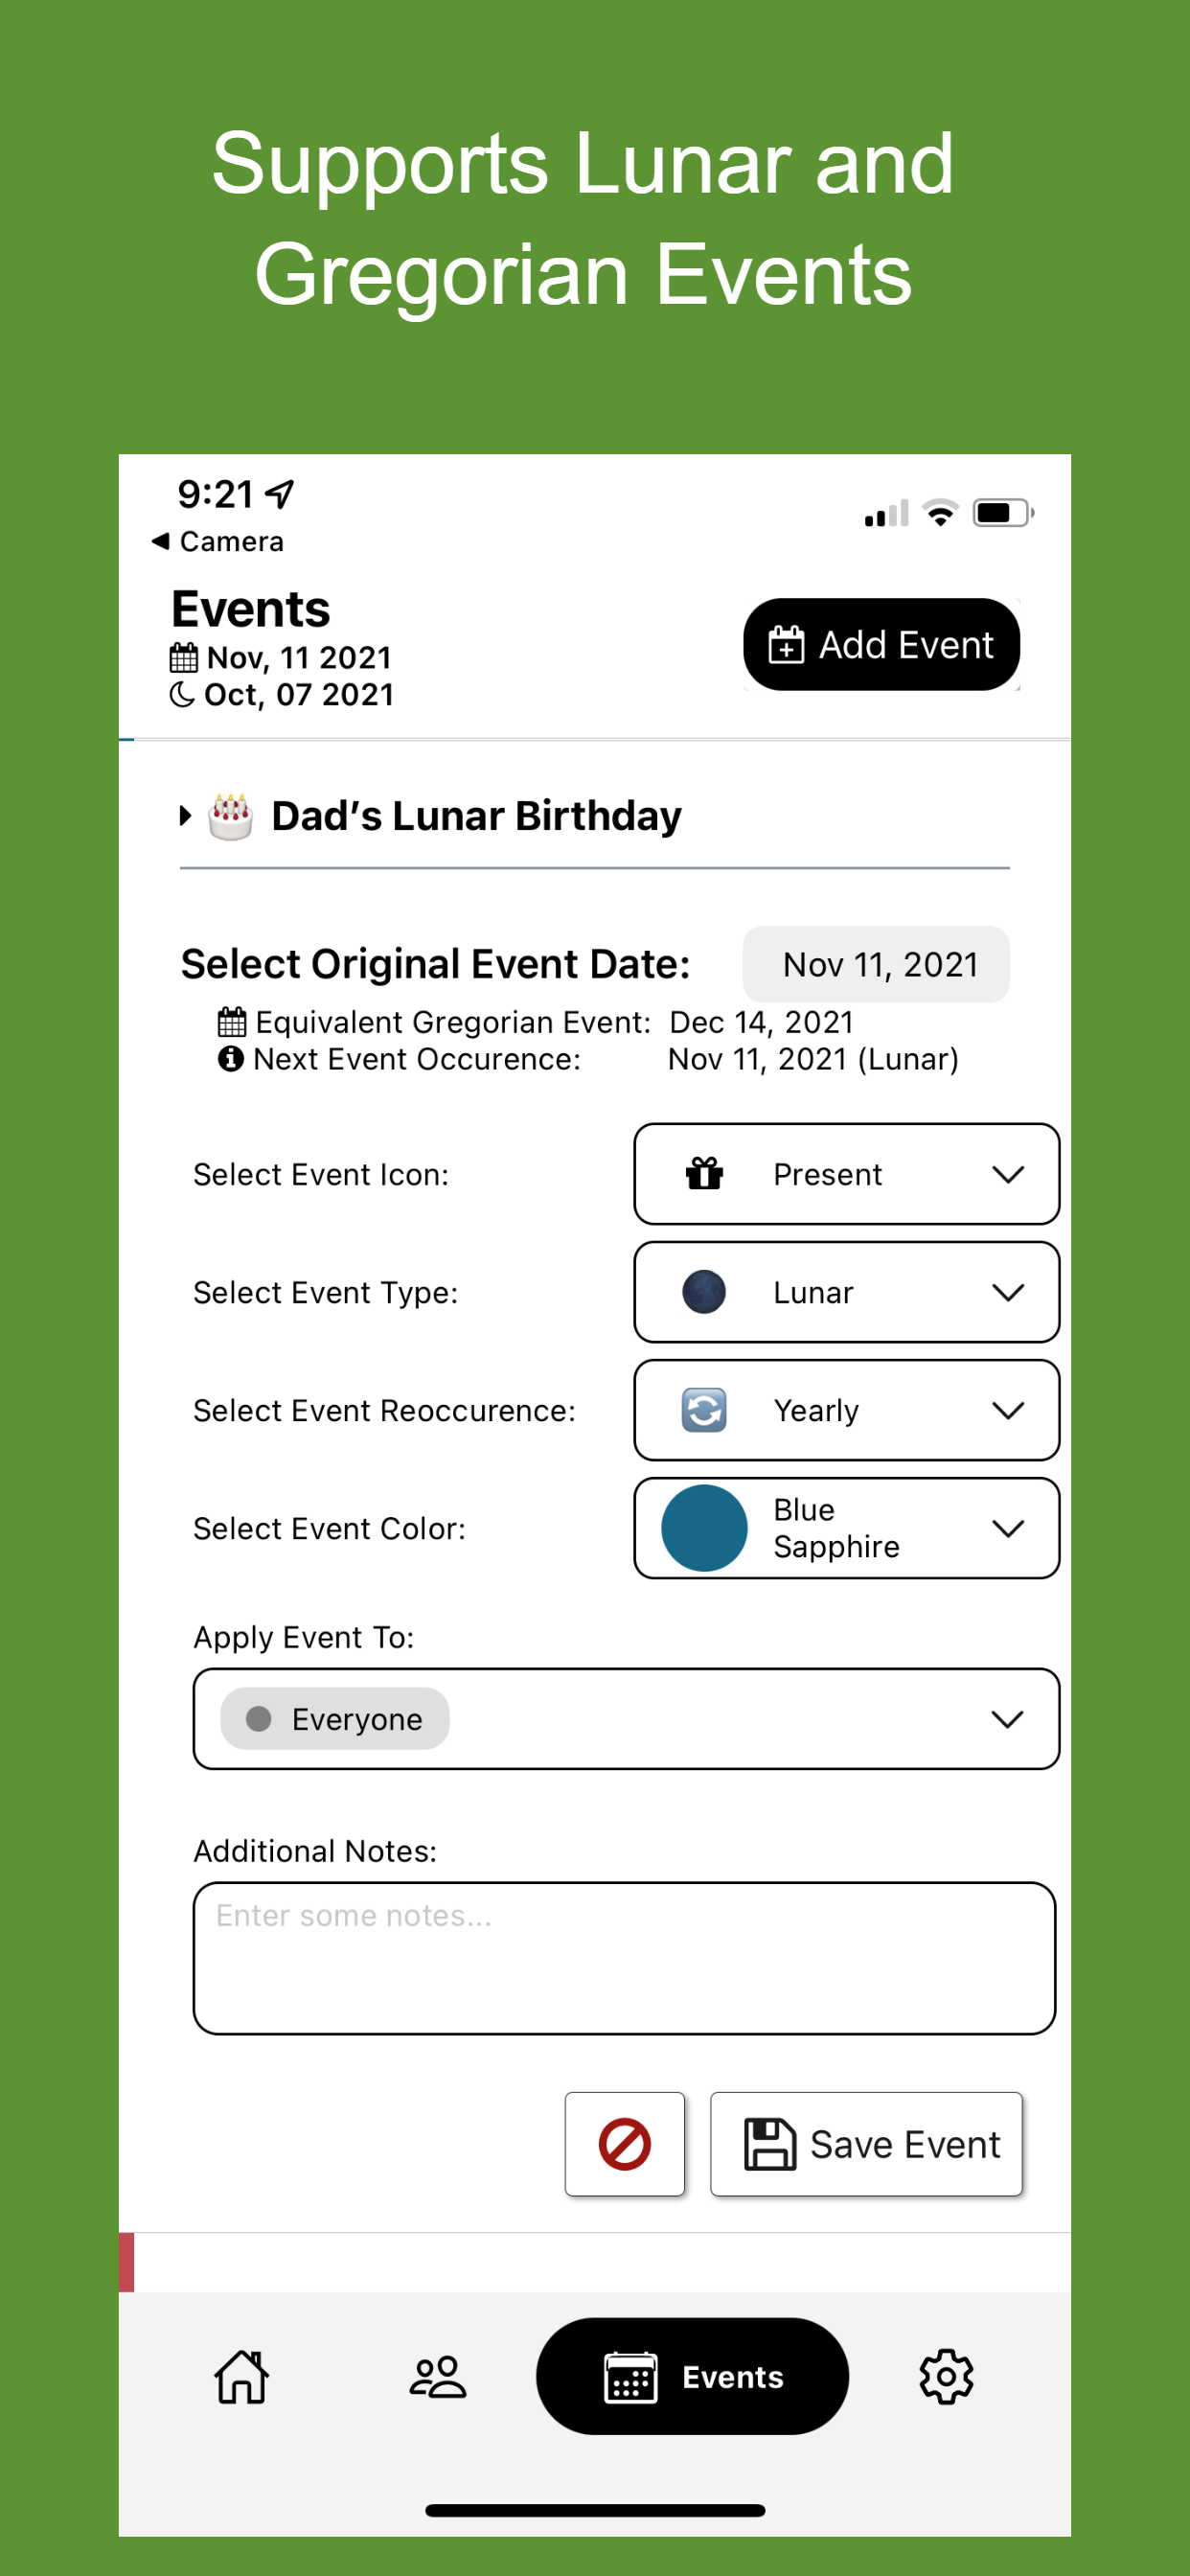 Supports Lunar and
Gregorian Events
9:21
Camera
Events
Nov, 11 2021
Oct, 07 2021
Add Event
Dad's Lunar Birthday
Select Original Event Date: Nov 11, 2021
Equivalent Gregorian Event: Dec 14, 2021
Next Event Occurence: Nov 11, 2021 (Lunar)
Select Event Icon: Present
Select Event Type: Lunar
Select Event Reoccurence: Yearly
Select Event Color: Blue
Sapphire
Apply Event To:
Everyone
Additional Notes:
Enter some notes...
Save Event
Events